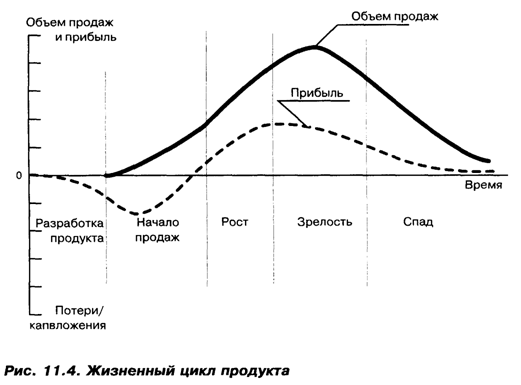 Объем продаж
и прибыль
Объем продаж
Прибыль
0
Время
Разработка
продукта
Начало
продаж
Рост
Зрелость
Спад
Потери/
капвложения
Рис. 11.4. Жизненный цикл продукта